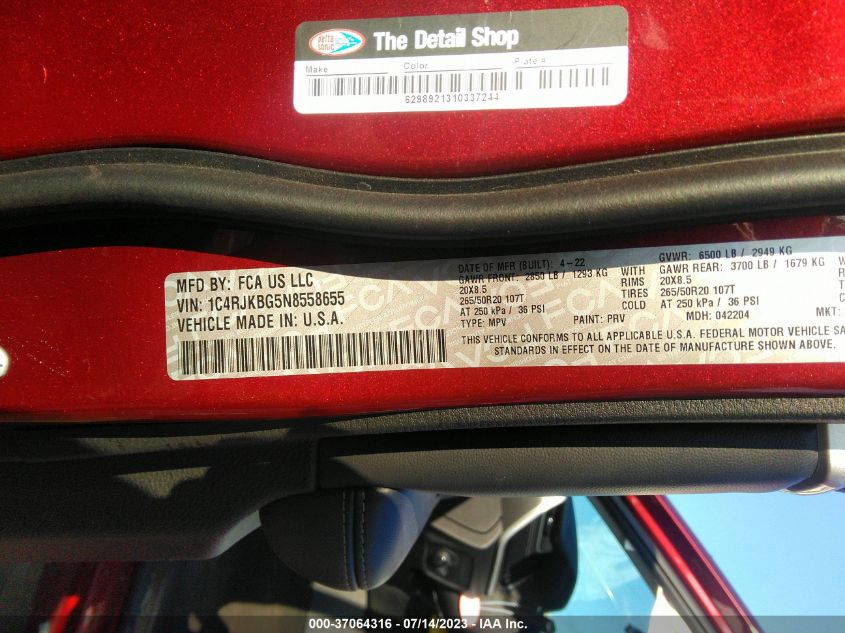 delta sonic
The Detail Shop
Make Color Plate #
6298921310337244
MFD BY: FCA US LLC
VIN: 1C4RJKBG5N8558655
VEHICLE MADE IN: U.S.A.
DATE OF MFR (BUILT): 4-22 GVWR: 6500 LB / 2949 KG
GAWR FRONT: 2850 LB / 1293 KG WITH GAWR REAR: 3700 LB / 1679 KG WITH
20X8.5 RIMS 20X8.5 RIMS
265/50R20 107T TIRES 265/50R20 107T TIRES
AT 250 kPa / 36 PSI AT 250 kPa / 36 PSI
TYPE: MPV PAINT: PRV MDH: 042204 MKT:
THIS VEHICLE CONFORMS TO ALL U.S.A. FEDERAL MOTOR VEHICLE SA
STANDARDS IN EFFECT ON THE DATE OF MANUFACTURE SHOWN ABOVE.
000-37064316 - 07/14/2023 - IAA Inc.